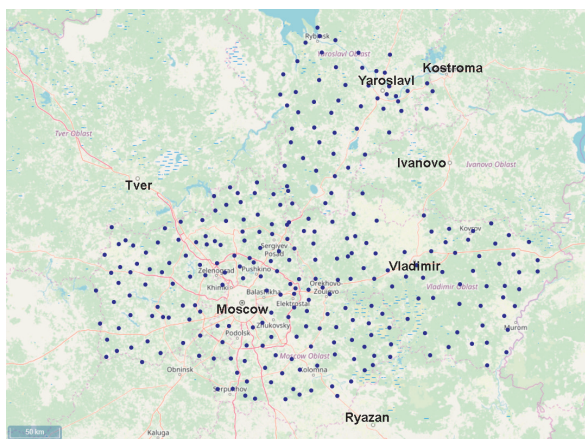 Rybinsk
Yaroslavl Oblast
Kostroma
Yaroslavl
Tver Oblast
Ivanovo
Ivanovo Oblast
Tver
Kovrov
Sergiyev
Posad
Vladimir
Zelenograd
Pushkino
Khimki
Balashikha
Orekhovo
Zouyevo
Vladimir Oblast
Elektrostal
Moscow
Zhukovsky
Murom
Podolsk
Moscow Oblast
Obninsk
Kolomna
Serpukhov
Ryazan
Kaluga
50 km